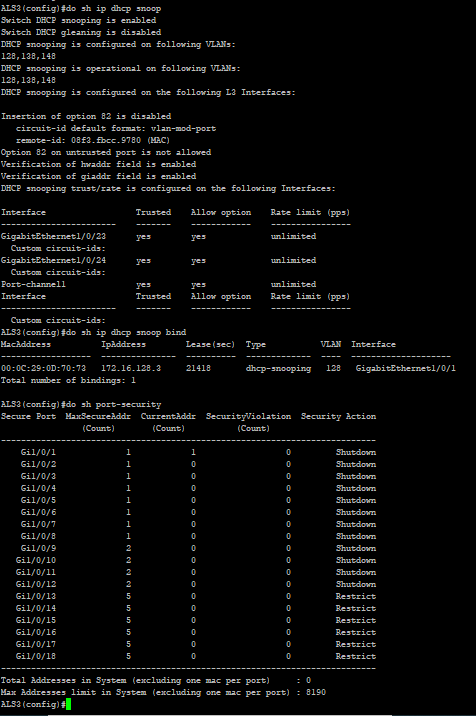 ALS3(config)#do sh ip dhcp snoop
Switch DHCP snooping is enabled
Switch DHCP gleaning is disabled
DHCP snooping is configured on following VLANs:
128,138,148
DHCP snooping is operational on following VLANs:
128,138,148
DHCP snooping is configured on the following L3 Interfaces:

Insertion of option 82 is disabled
   circuit-id default format: vlan-mod-port
   remote-id: 08f3.fbcc.9780 (MAC)
Option 82 on untrusted port is not allowed
Verification of hwaddr field is enabled
Verification of giaddr field is enabled
DHCP snooping trust/rate is configured on the following Interfaces:

Interface                  Trusted    Allow option    Rate limit (pps)
-----------------------    -------    ------------    ----------------
GigabitEthernet1/0/23      yes        yes             unlimited
  Custom circuit-ids:
GigabitEthernet1/0/24      yes        yes             unlimited
  Custom circuit-ids:
Port-channel1              yes        yes             unlimited
Interface                  Trusted    Allow option    Rate limit (pps)
-----------------------    -------    ------------    ----------------
  Custom circuit-ids:
ALS3(config)#do sh ip dhcp snoop bind
MacAddress          IpAddress        Lease(sec)  Type           VLAN  Interface
------------------  ---------------  ----------  -------------  ----  --------------------
00:0C:29:0D:70:73   172.16.128.3     21418       dhcp-snooping   128   GigabitEthernet1/0/1
Total number of bindings: 1

ALS3(config)#do sh port-security
Secure Port  MaxSecureAddr  CurrentAddr  SecurityViolation  Security Action
                (Count)       (Count)          (Count)
---------------------------------------------------------------------------
    Gi1/0/1              1            1                  0         Shutdown
    Gi1/0/2              1            0                  0         Shutdown
    Gi1/0/3              1            0                  0         Shutdown
    Gi1/0/4              1            0                  0         Shutdown
    Gi1/0/5              1            0                  0         Shutdown
    Gi1/0/6              1            0                  0         Shutdown
    Gi1/0/7              1            0                  0         Shutdown
    Gi1/0/8              1            0                  0         Shutdown
    Gi1/0/9              2            0                  0         Shutdown
   Gi1/0/10              2            0                  0         Shutdown
   Gi1/0/11              2            0                  0         Shutdown
   Gi1/0/12              2            0                  0         Shutdown
   Gi1/0/13              5            0                  0         Restrict
   Gi1/0/14              5            0                  0         Restrict
   Gi1/0/15              5            0                  0         Restrict
   Gi1/0/16              5            0                  0         Restrict
   Gi1/0/17              5            0                  0         Restrict
   Gi1/0/18              5            0                  0         Restrict
---------------------------------------------------------------------------
Total Addresses in System (excluding one mac per port)     : 0
Max Addresses limit in System (excluding one mac per port) : 8190
ALS3(config)#